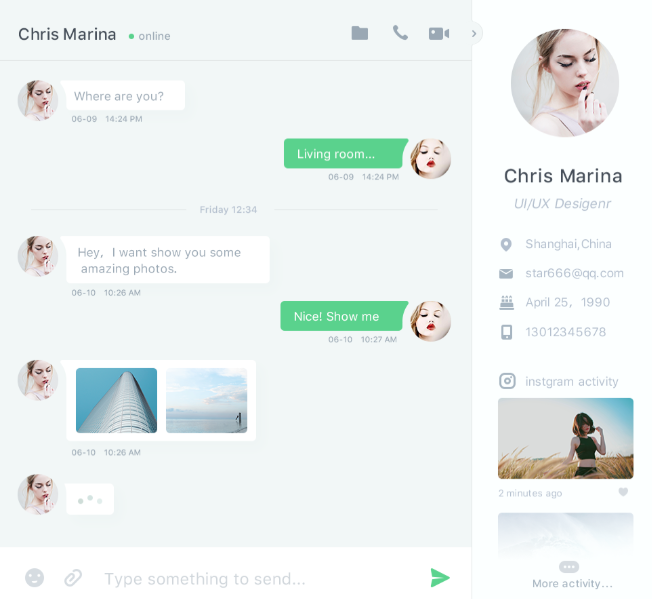 Chris Marina
online
Where are you?
06-09 14:24 PM
Living room...
06-09 14:24 PM
Friday 12:34
Hey, I want show you some
amazing photos.
06-10 10:26 AM
Nice! Show me
06-10 10:27 AM
06-10 10:26 AM
Type something to send...
Chris Marina
UI/UX Desigenr
Shanghai,China
star666@qq.com
April 25, 1990
13012345678
instgram activity
2 minutes ago
More activity...